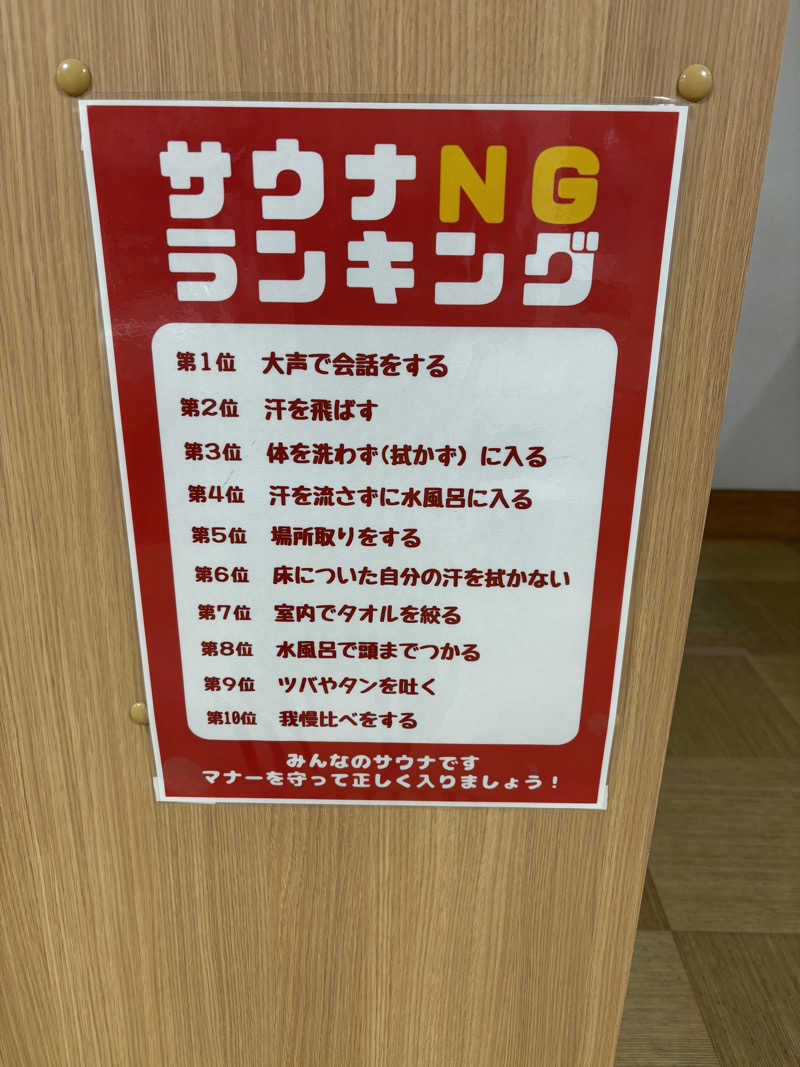 サウナNG
ランキング
第1位 大声で会話をする
第2位 汗を飛ばす
第3位 体を洗わず(拭かず)に入る
第4位 汗を流さずに水風呂に入る
第5位 場所取りをする
第6位 床についた自分の汗を拭かない
第7位 室内でタオルを絞る
第8位 水風呂で頭までつかる
第9位 ツバやタンを吐く
第10位 我慢比べをする
みんなのサウナです
マナーを守って正しく入りましょう!